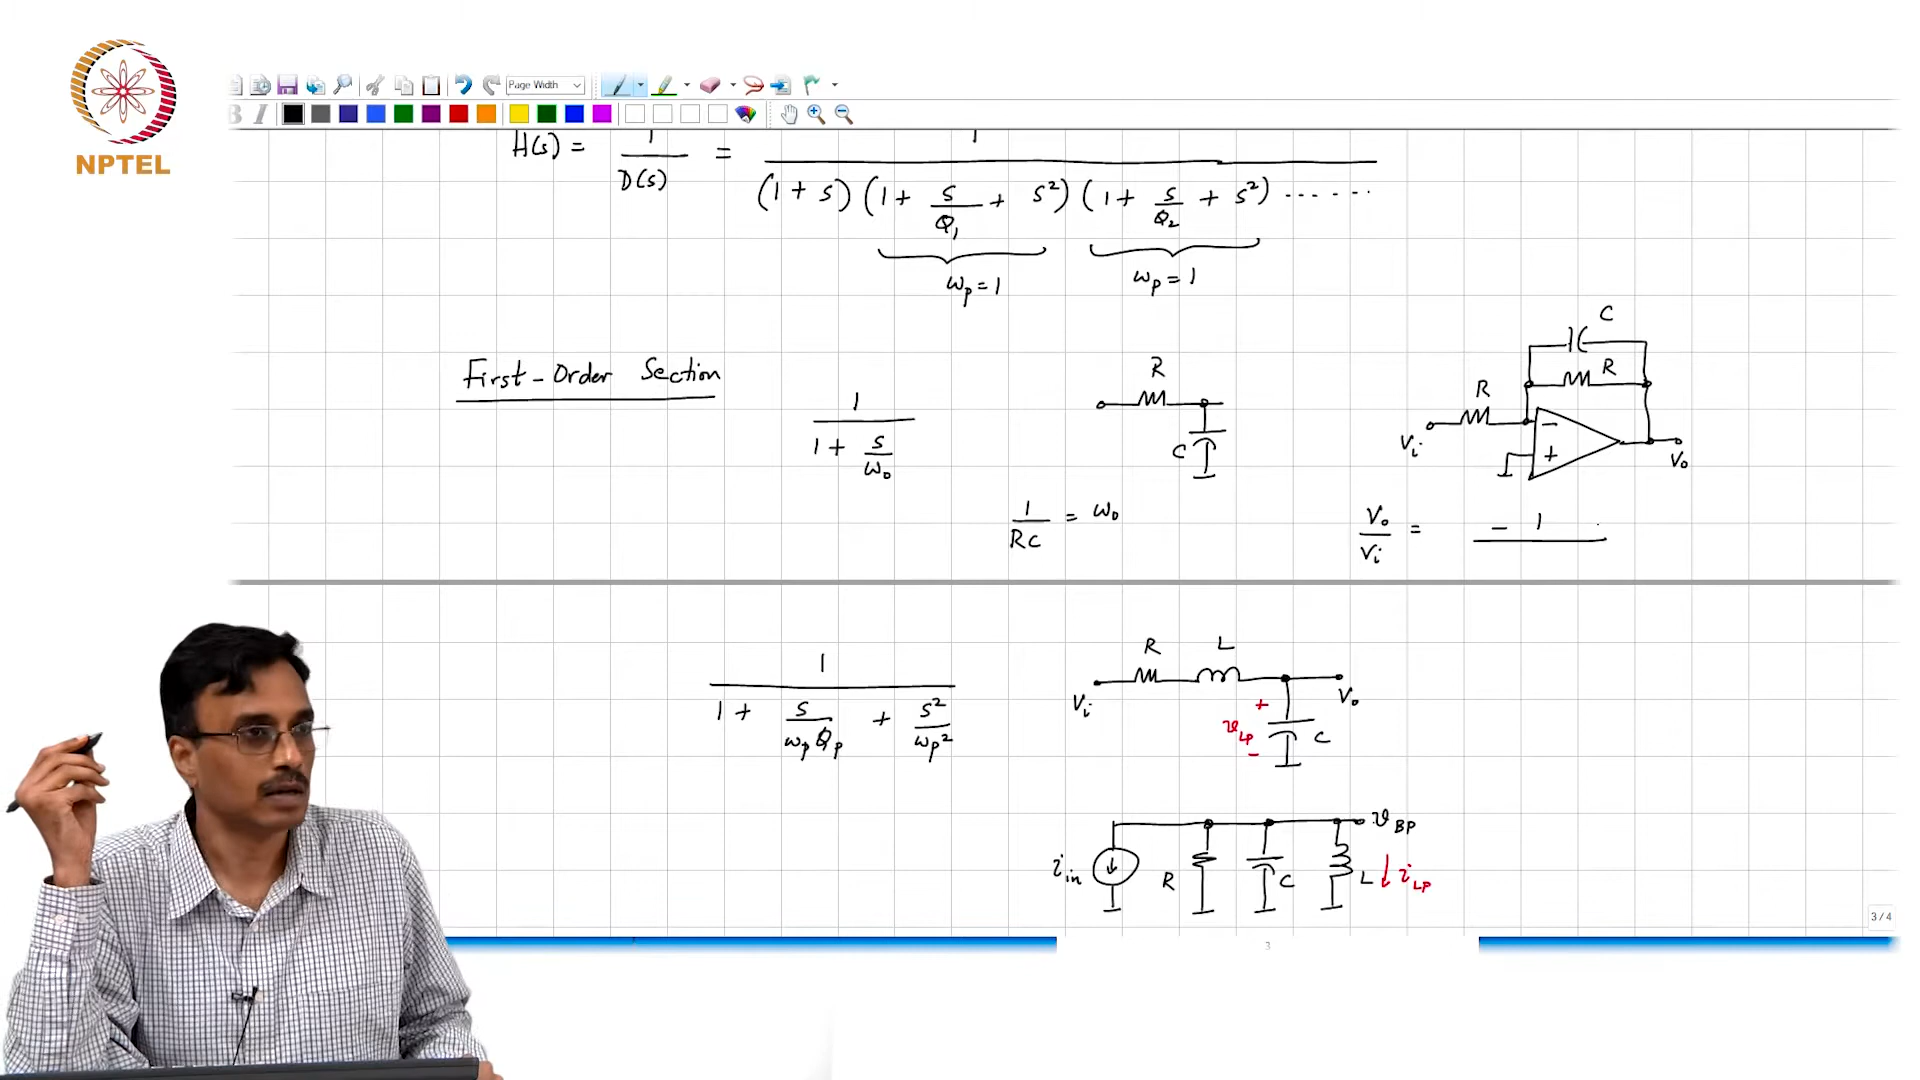 NPTEL
B I
Page Width
H(s) = 1 / D(s) = 1 / (1 + s) (1 + s/Q₁ + s²) (1 + s/Q₂ + s²) ......
ωp = 1
ωp = 1
First-Order Section
1 / (1 + s/ω₀)
R
C
1/RC = ω₀
C
R
R
−
+
Vi
Vo
Vo/Vi = − 1
1 / (1 + s/ωpQp + s²/ωp²)
R L
Vi
Vo
+
vLP
−
C
iin
R
C
L
vBP
iLP
3/4
3